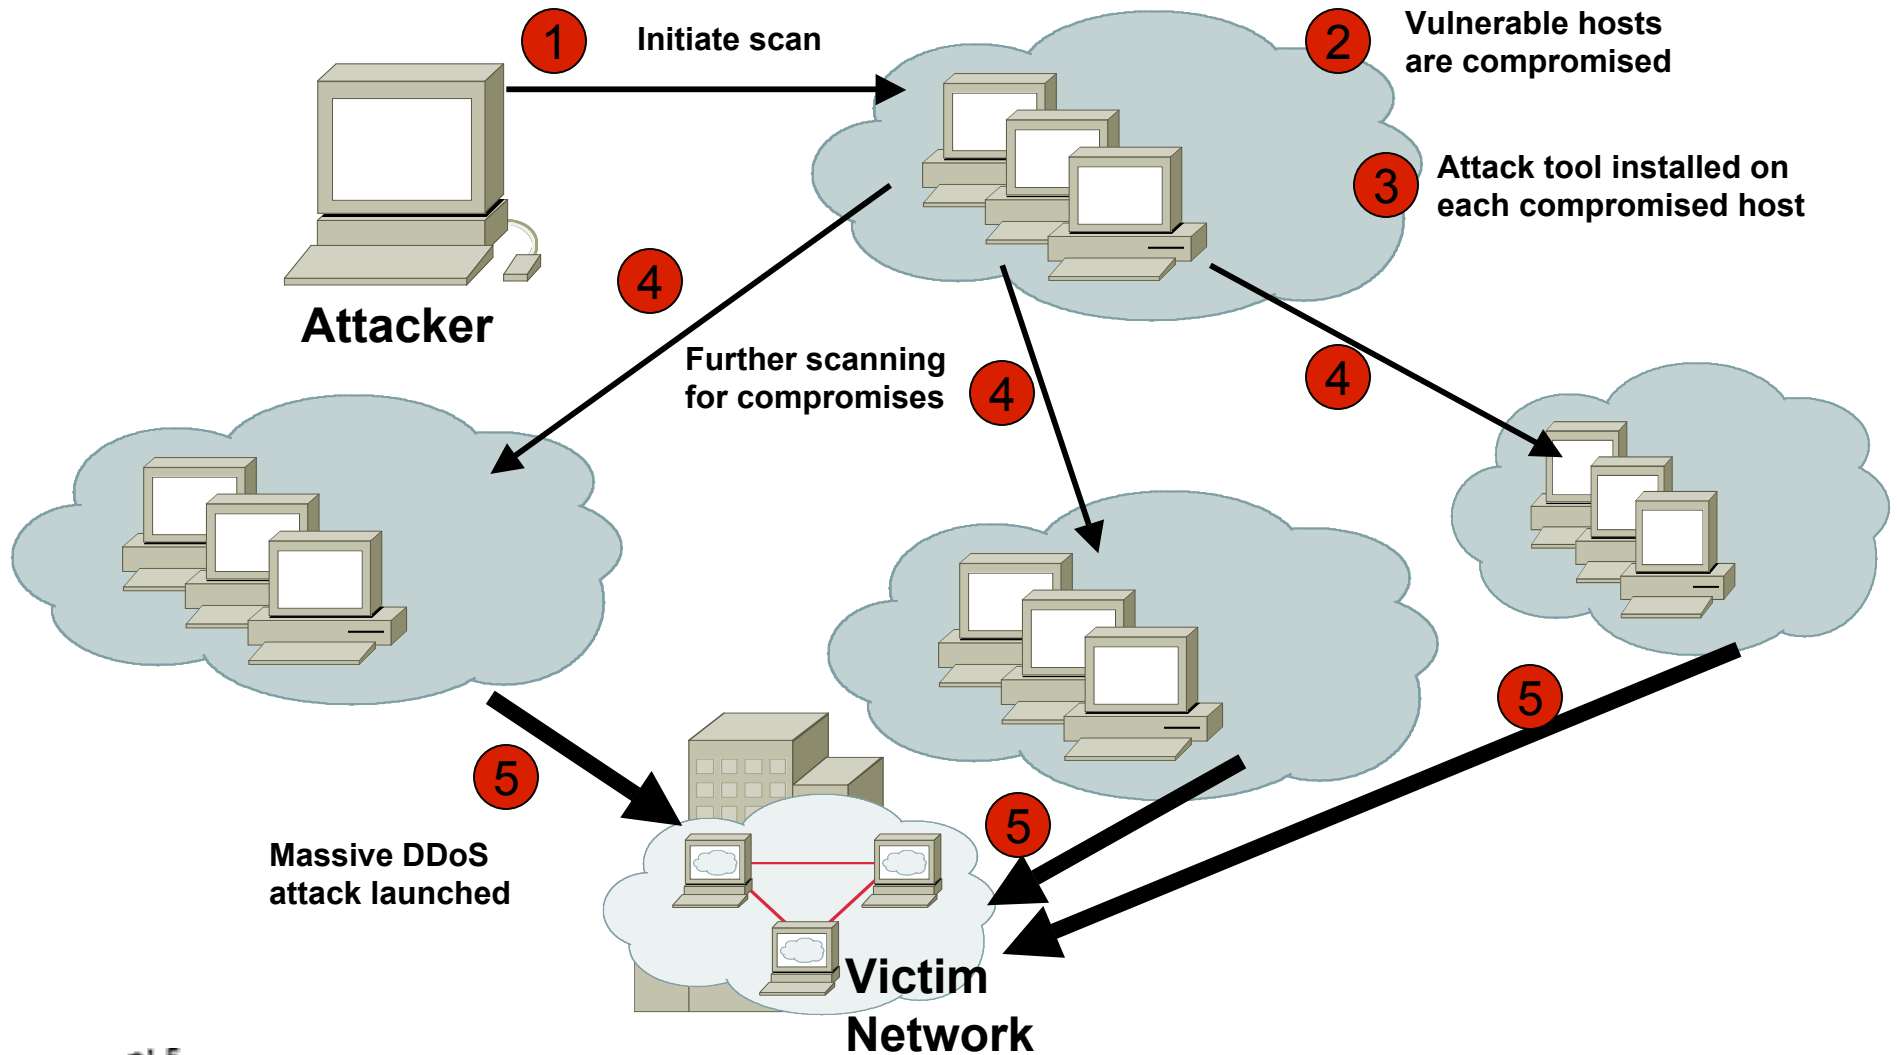 1
Initiate scan
2
Vulnerable hosts
are compromised
3
Attack tool installed on
each compromised host
Attacker
4
Further scanning
for compromises
4
4
5
Massive DDoS
attack launched
5
5
Victim
Network